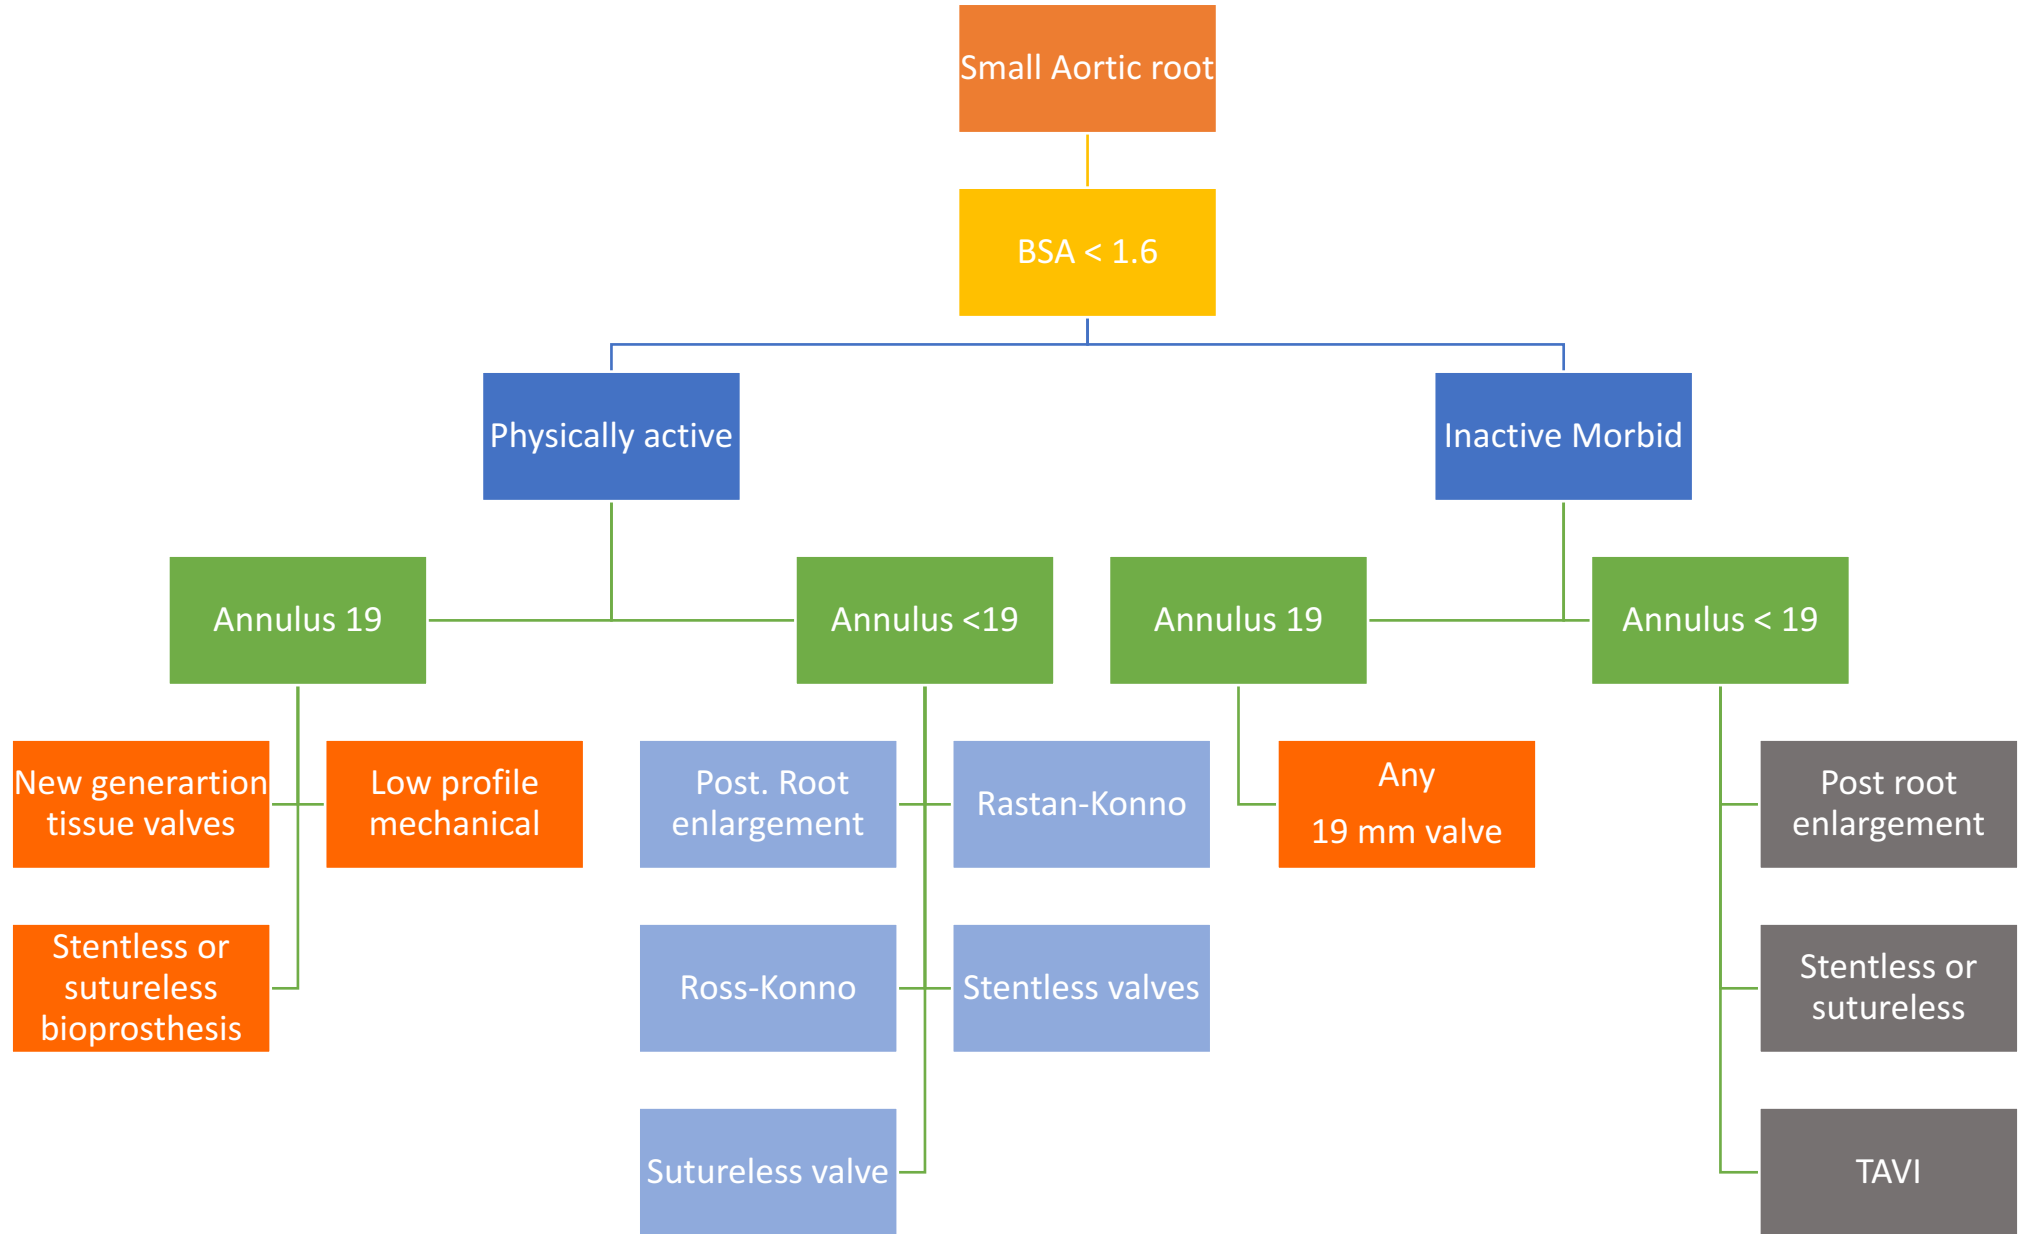 Small Aortic root
BSA < 1.6
Physically active
Inactive Morbid
Annulus 19
Annulus <19
Annulus 19
Annulus < 19
New generartion
tissue valves
Low profile
mechanical
Post. Root
enlargement
Rastan-Konno
Any
19 mm valve
Post root
enlargement
Stentless or
sutureless
bioprosthesis
Ross-Konno
Stentless valves
Stentless or
sutureless
Sutureless valve
TAVI